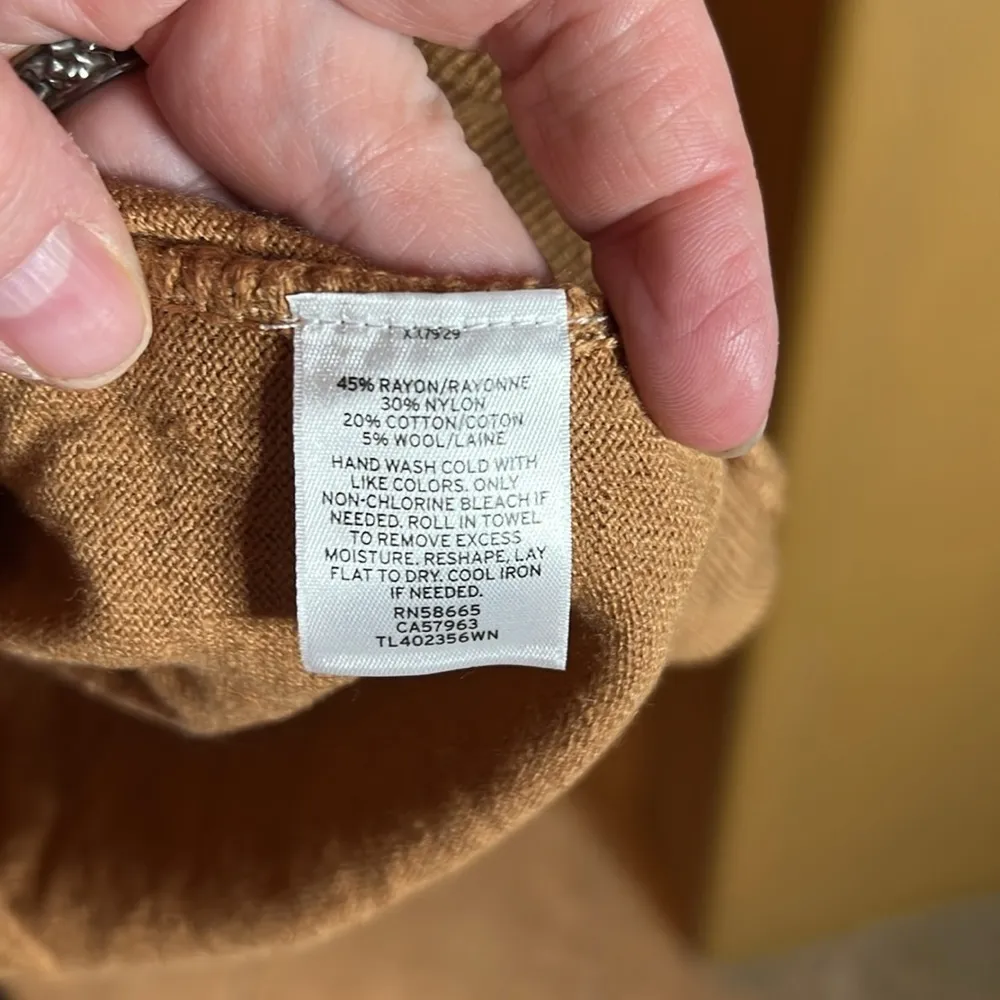 45% RAYON/RAYONNE
30% NYLON
20% COTTON/COTON
5% WOOL/LAINE
HAND WASH COLD WITH
LIKE COLORS. ONLY
NON-CHLORINE BLEACH IF
NEEDED. ROLL IN TOWEL
TO REMOVE EXCESS
MOISTURE. RESHAPE, LAY
FLAT TO DRY. COOL IRON
IF NEEDED.
RN58665
CA57963
TL402356WN